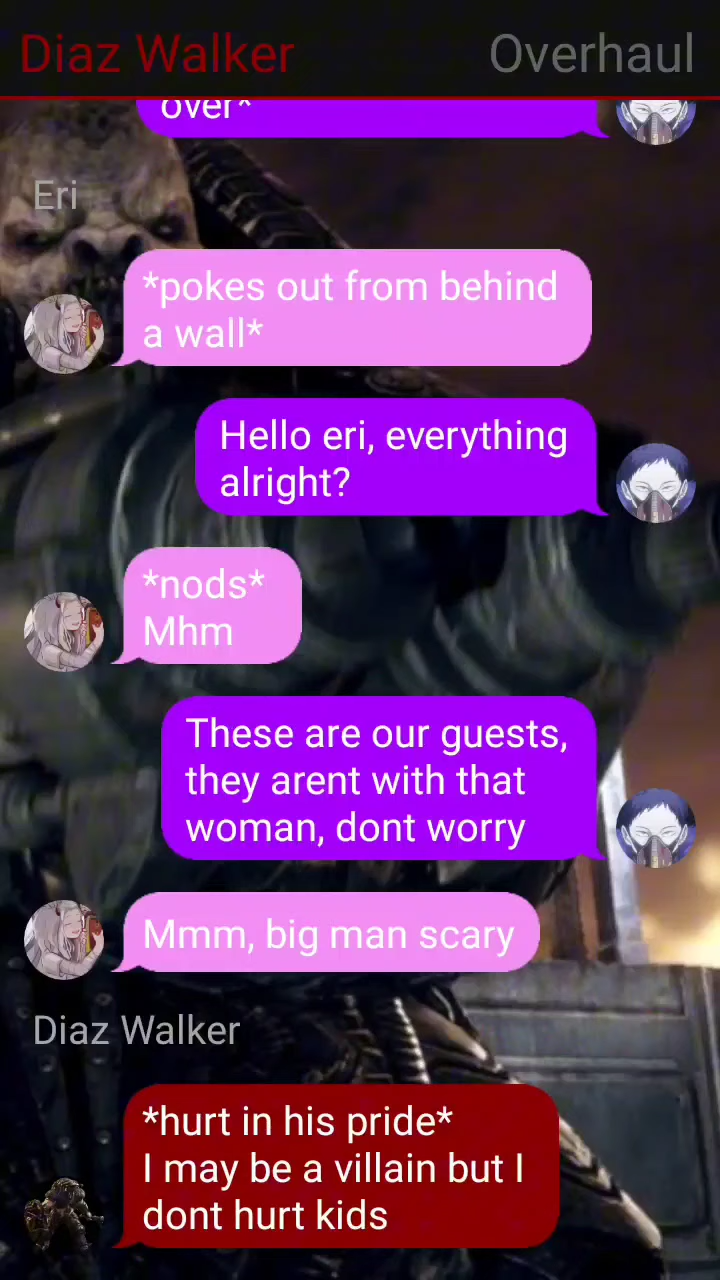 Diaz Walker
Overhaul
over*
Eri
*pokes out from behind
a wall*
Hello eri, everything
alright?
*nods*
Mhm
These are our guests,
they arent with that
woman, dont worry
Mmm, big man scary
Diaz Walker
*hurt in his pride*
I may be a villain but I
dont hurt kids